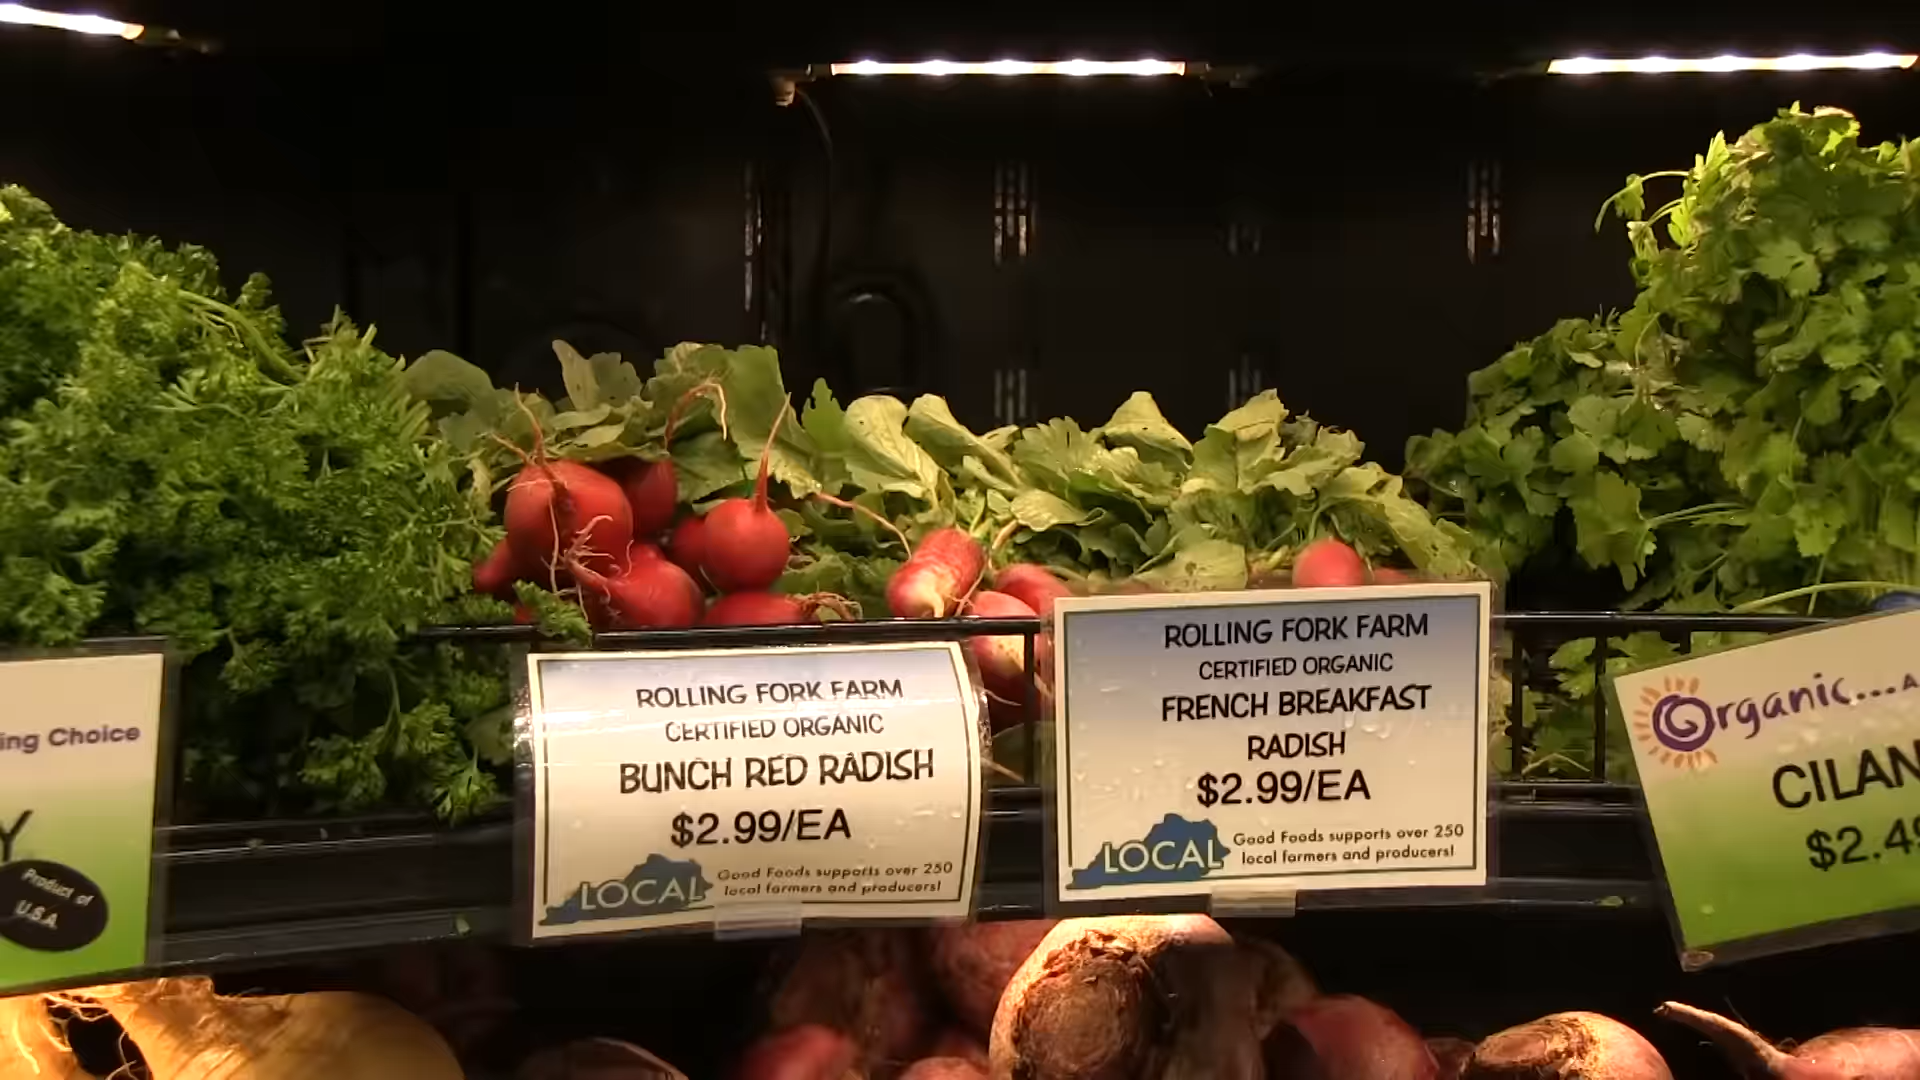 ing Choice
Y
Product of
U.S.A.
ROLLING FORK FARM
CERTIFIED ORGANIC
BUNCH RED RADISH
$2.99/EA
LOCAL
Good Foods supports over 250
local farmers and producers!
ROLLING FORK FARM
CERTIFIED ORGANIC
FRENCH BREAKFAST
RADISH
$2.99/EA
LOCAL
Good Foods supports over 250
local farmers and producers!
Organic... A
CILAN
$2.49